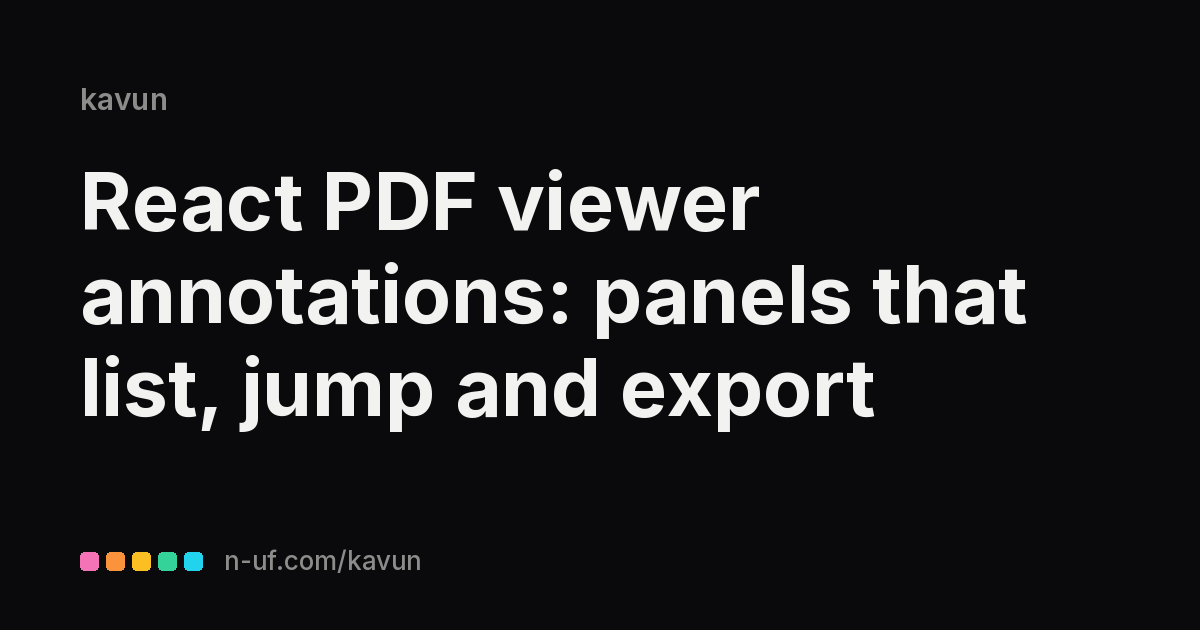 kavun
React PDF viewer
annotations: panels that
list, jump and export
n-uf.com/kavun